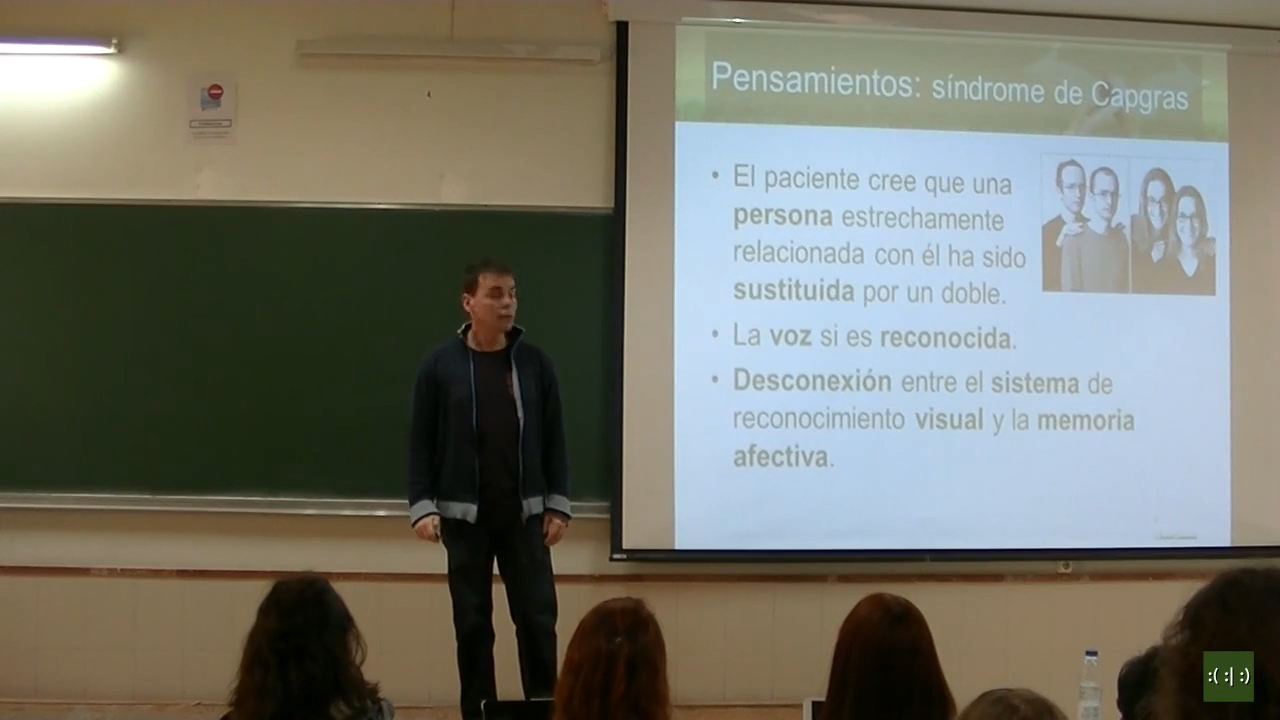 Pensamientos: síndrome de Capgras
• El paciente cree que una
persona estrechamente
relacionada con él ha sido
sustituida por un doble.
• La voz si es reconocida.
• Desconexión entre el sistema de
reconocimiento visual y la memoria
afectiva.
:( :| :)